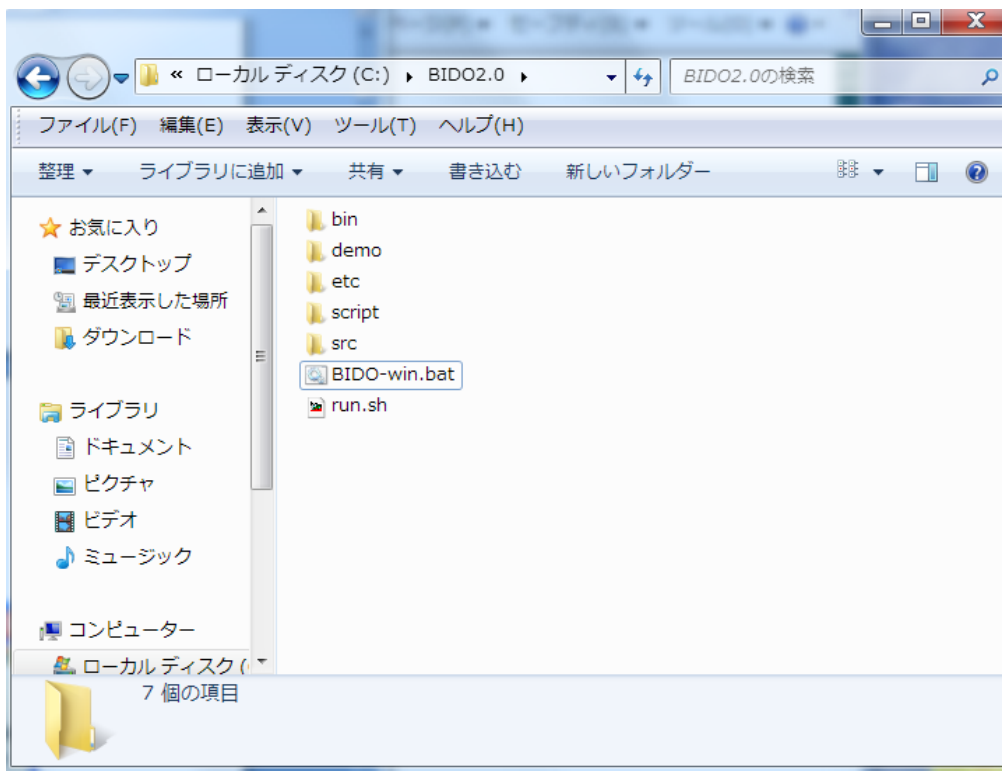 « ローカル ディスク (C:) ▸ BIDO2.0 ▸
BIDO2.0の検索
ファイル(F) 編集(E) 表示(V) ツール(T) ヘルプ(H)
整理 ライブラリに追加 共有 書き込む 新しいフォルダー
お気に入り
デスクトップ
最近表示した場所
ダウンロード
ライブラリ
ドキュメント
ピクチャ
ビデオ
ミュージック
コンピューター
ローカル ディスク (
bin
demo
etc
script
src
BIDO-win.bat
run.sh
7 個の項目